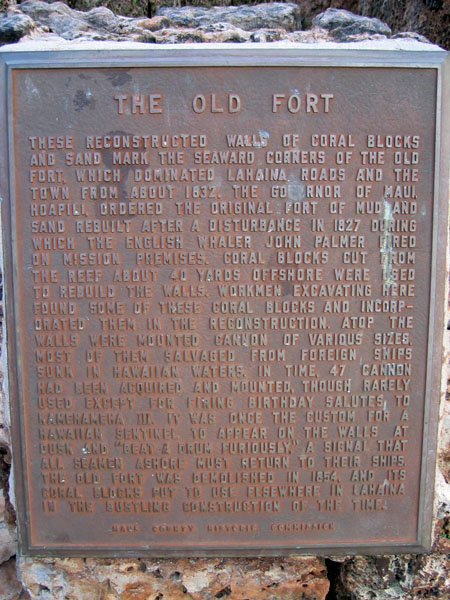 THE OLD FORT
THESE RECONSTRUCTED WALLS OF CORAL BLOCKS
AND SAND MARK THE SEAWARD CORNERS OF THE OLD
FORT, WHICH DOMINATED LAHAINA ROADS AND THE
TOWN FROM ABOUT 1832. THE GOVERNOR OF MAUI,
HOAPILI, ORDERED THE ORIGINAL FORT OF MUD AND
SAND REBUILT AFTER A DISTURBANCE IN 1827 DURING
WHICH THE ENGLISH WHALER JOHN PALMER FIRED
ON MISSION PREMISES. CORAL BLOCKS CUT FROM
THE REEF ABOUT 40 YARDS OFFSHORE WERE USED
TO REBUILD THE WALLS. WORKMEN EXCAVATING HERE
FOUND SOME OF THESE CORAL BLOCKS AND INCORP-
ORATED THEM IN THE RECONSTRUCTION. ATOP THE
WALLS WERE MOUNTED CANNON OF VARIOUS SIZES,
MOST OF THEM SALVAGED FROM FOREIGN SHIPS
SUNK IN HAWAIIAN WATERS. IN TIME, 47 CANNON
HAD BEEN ACQUIRED AND MOUNTED, THOUGH RARELY
USED EXCEPT FOR FIRING BIRTHDAY SALUTES TO
KAMEHAMEHA III. IT WAS ONCE THE CUSTOM FOR A
HAWAIIAN SENTINEL TO APPEAR ON THE WALLS AT
DUSK AND "BEAT A DRUM FURIOUSLY," A SIGNAL THAT
ALL SEAMEN ASHORE MUST RETURN TO THEIR SHIPS.
THE OLD FORT WAS DEMOLISHED IN 1854, AND ITS
CORAL BLOCKS PUT TO USE ELSEWHERE IN LAHAINA
IN THE BUSTLING CONSTRUCTION OF THE TIME.
MAUI COUNTY HISTORIC COMMISSION